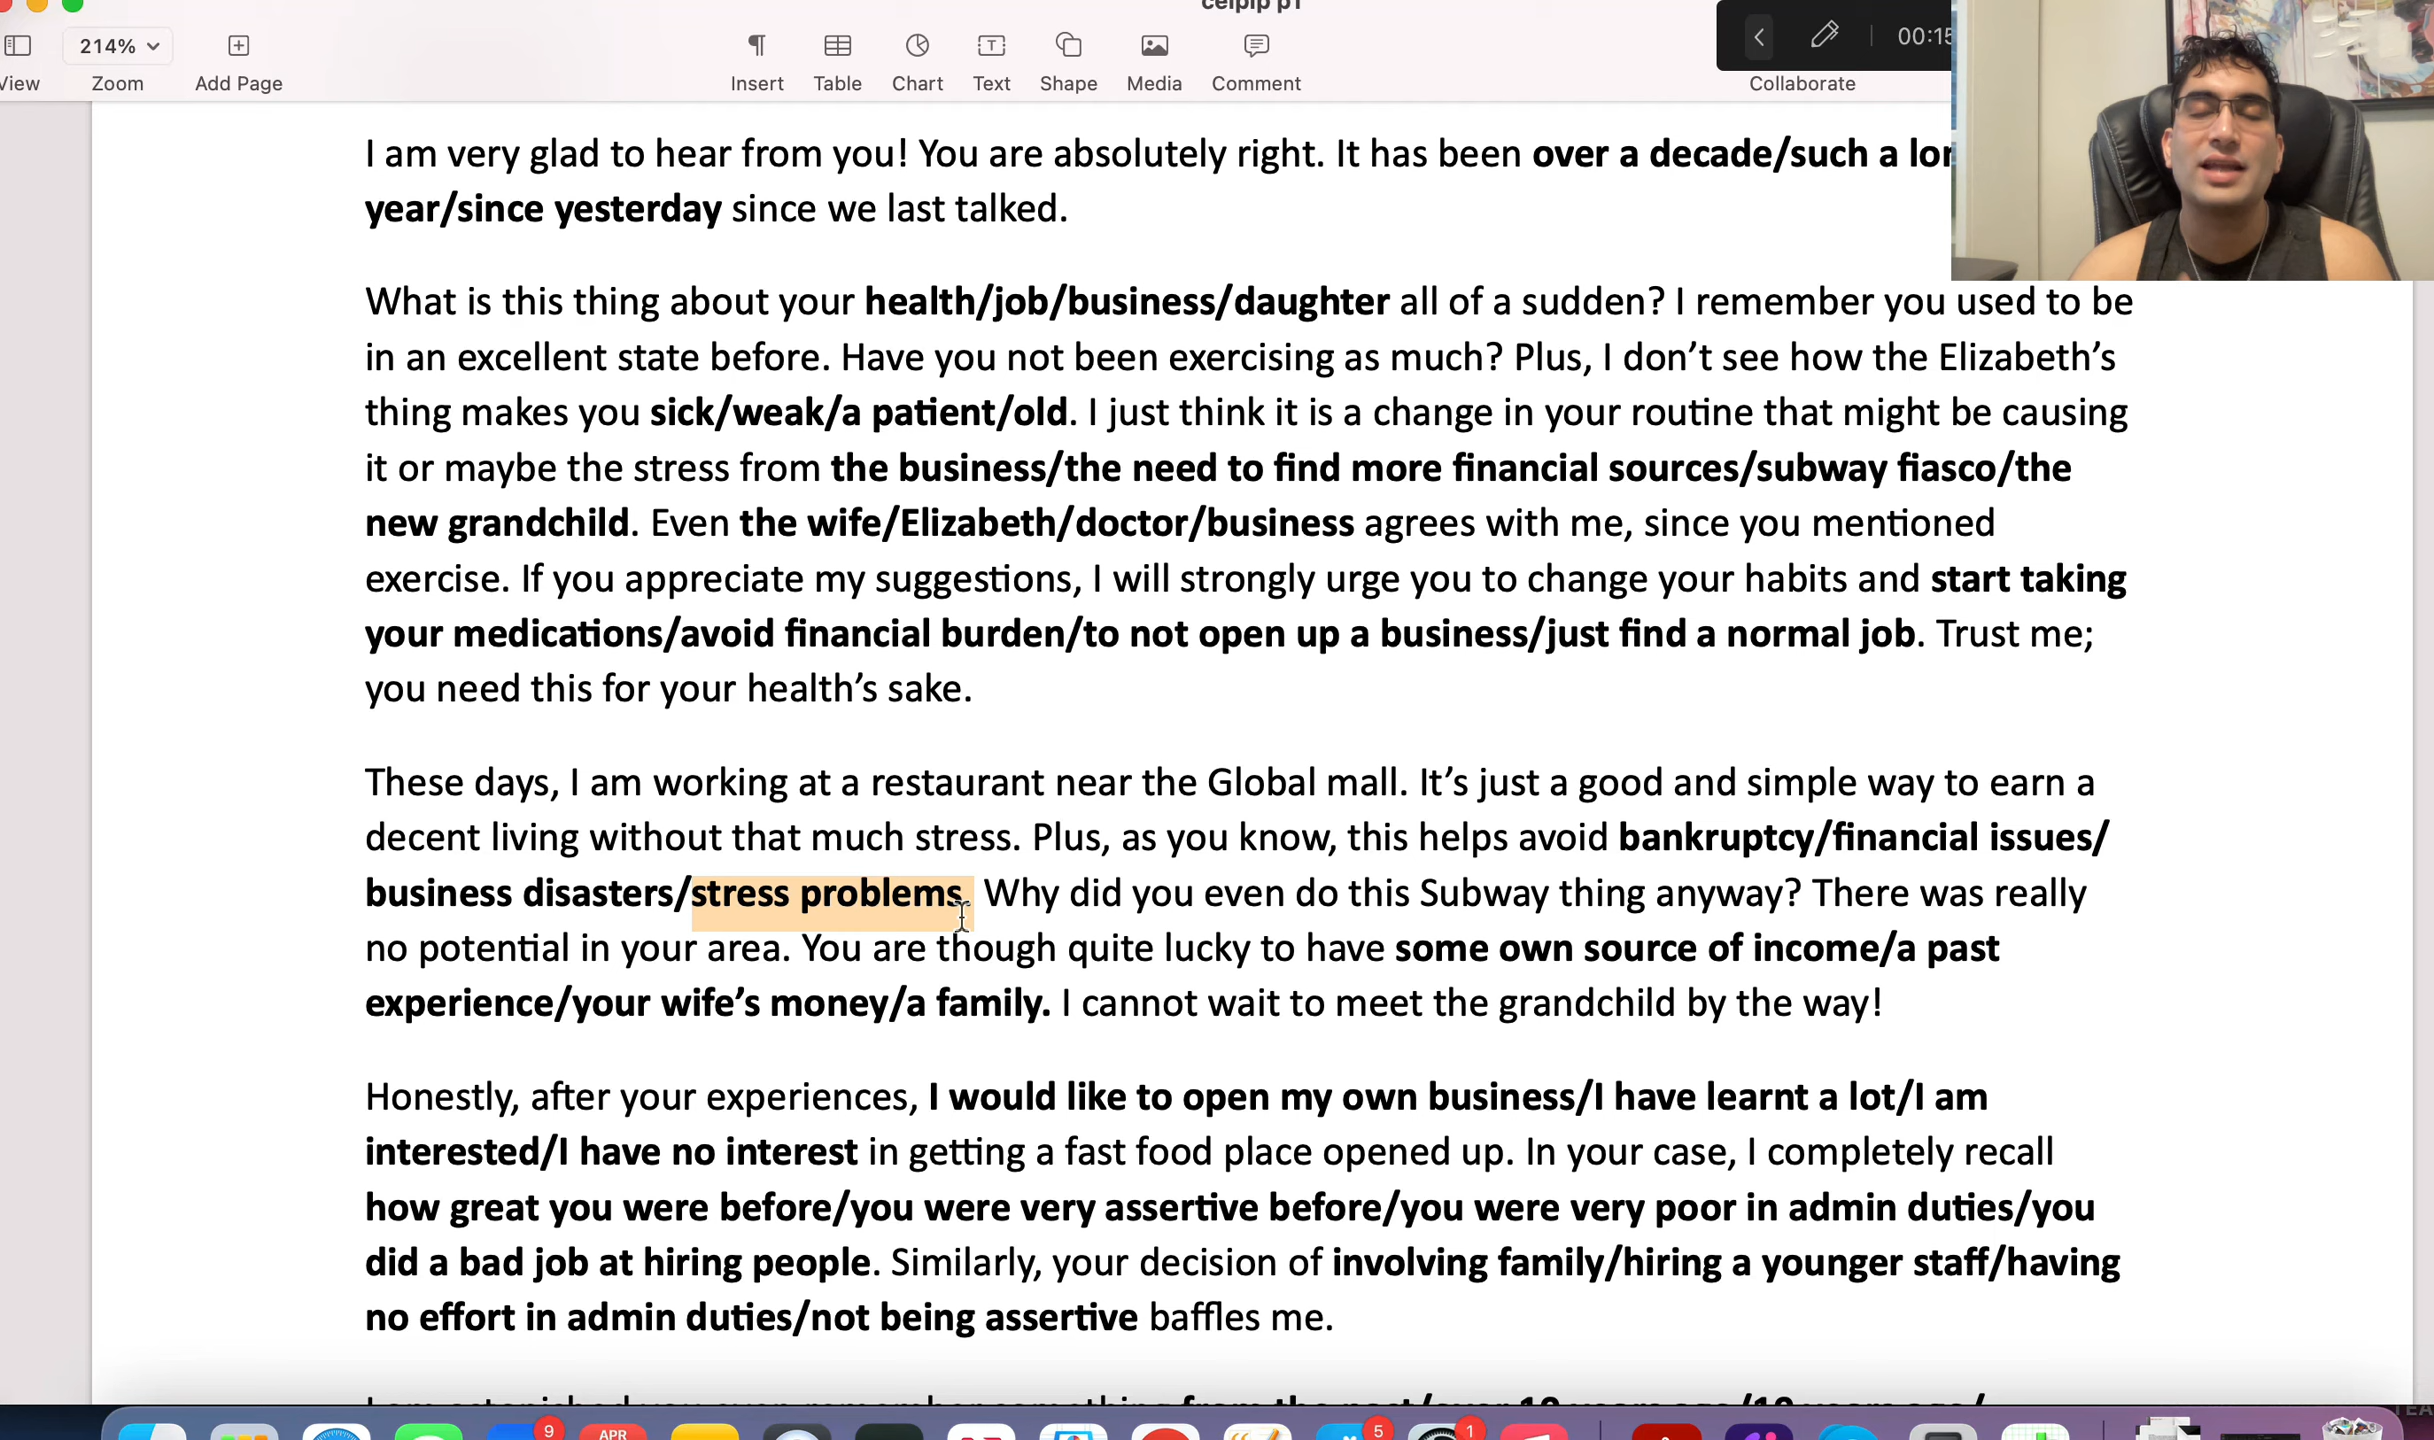 celpip p1
214%
00:15
View
Zoom
Add Page
Insert
Table
Chart
Text
Shape
Media
Comment
Collaborate
I am very glad to hear from you! You are absolutely right. It has been over a decade/such a
year/since yesterday since we last talked.
What is this thing about your health/job/business/daughter all of a sudden? I remember you used to be
in an excellent state before. Have you not been exercising as much? Plus, I don’t see how the Elizabeth’s
thing makes you sick/weak/a patient/old. I just think it is a change in your routine that might be causing
it or maybe the stress from the business/the need to find more financial sources/subway fiasco/the
new grandchild. Even the wife/Elizabeth/doctor/business agrees with me, since you mentioned
exercise. If you appreciate my suggestions, I will strongly urge you to change your habits and start taking
your medications/avoid financial burden/to not open up a business/just find a normal job. Trust me;
you need this for your health’s sake.
These days, I am working at a restaurant near the Global mall. It’s just a good and simple way to earn a
decent living without that much stress. Plus, as you know, this helps avoid bankruptcy/financial issues/
business disasters/stress problems. Why did you even do this Subway thing anyway? There was really
no potential in your area. You are though quite lucky to have some own source of income/a past
experience/your wife’s money/a family. I cannot wait to meet the grandchild by the way!
Honestly, after your experiences, I would like to open my own business/I have learnt a lot/I am
interested/I have no interest in getting a fast food place opened up. In your case, I completely recall
how great you were before/you were very assertive before/you were very poor in admin duties/you
did a bad job at hiring people. Similarly, your decision of involving family/hiring a younger staff/having
no effort in admin duties/not being assertive baffles me.
9
APR
5
1